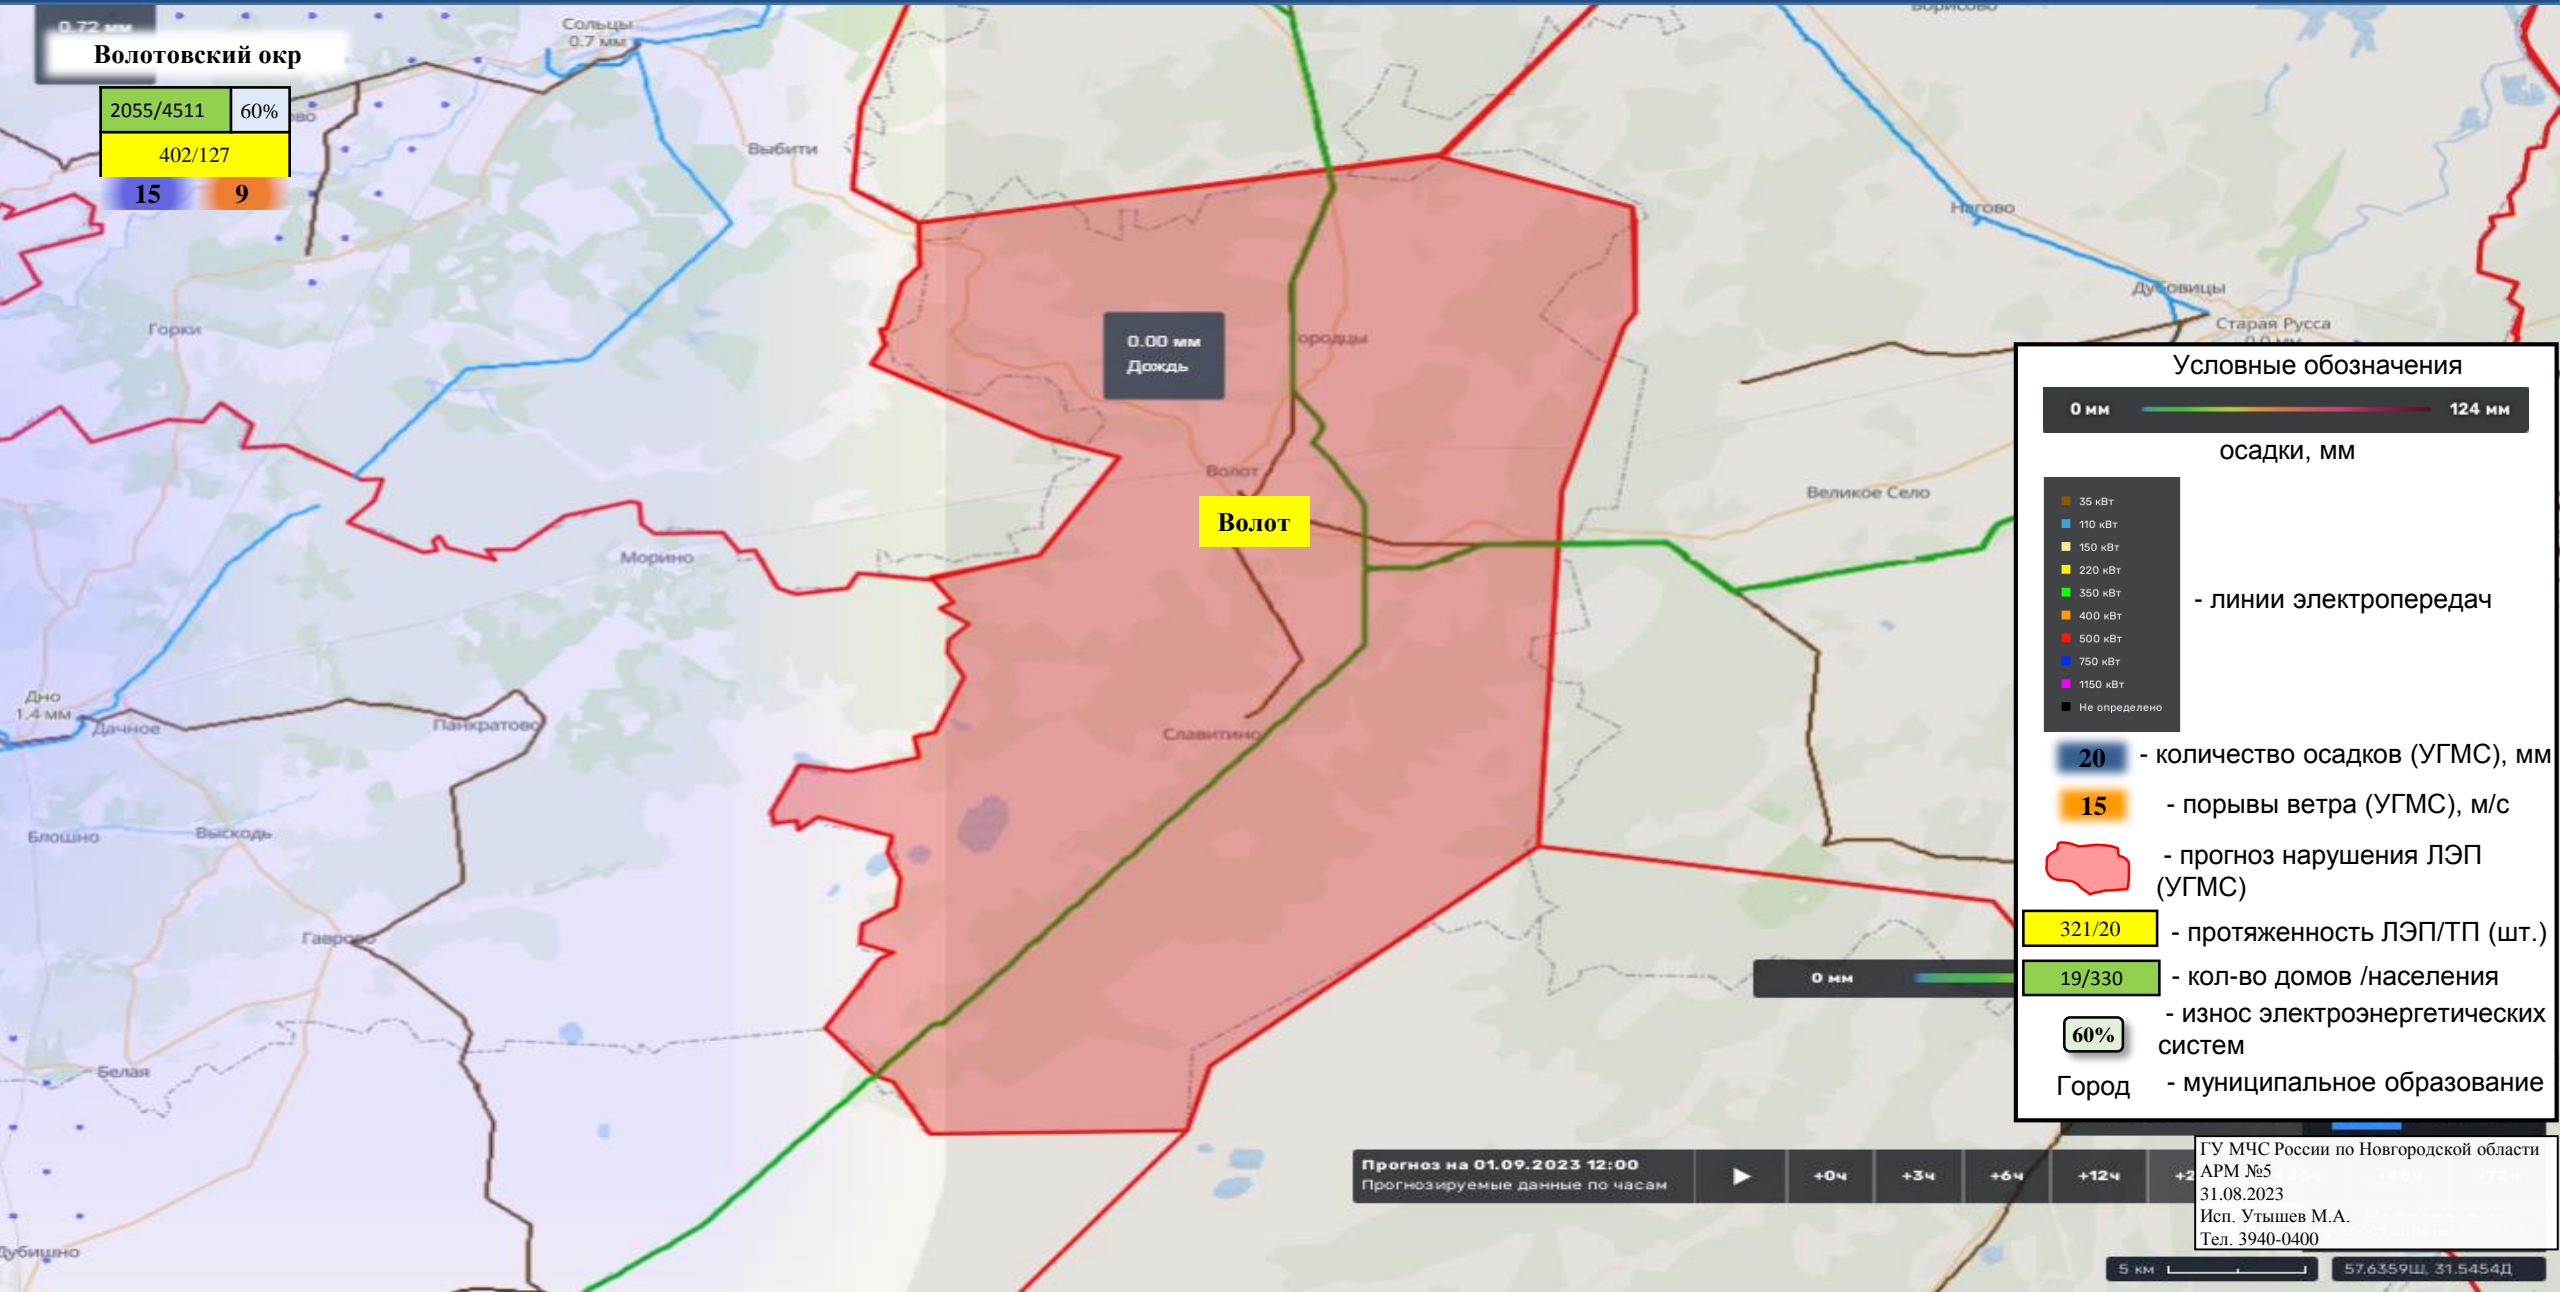 0.72 мм
Волотовский окр
2055/4511 60%
402/127
15 9
Сольцы
0.7 мм
Борисово
Выбити
Горки
Нагово
Дубовицы
Старая Русса
0.00 мм
Дождь
Волот
Волот
Великое Село
Морино
Дно
1.4 мм
Дачное
Панкратово
Славитино
Блошно
Выскодь
Гаврово
Белая
0 мм
Условные обозначения
0 мм 124 мм
осадки, мм
35 кВт
110 кВт
150 кВт
220 кВт
350 кВт
400 кВт
500 кВт
750 кВт
1150 кВт
Не определено
- линии электропередач
20 - количество осадков (УГМС), мм
15 - порывы ветра (УГМС), м/с
- прогноз нарушения ЛЭП
(УГМС)
321/20 - протяженность ЛЭП/ТП (шт.)
19/330 - кол-во домов /населения
60% - износ электроэнергетических
систем
Город - муниципальное образование
Прогноз на 01.09.2023 12:00
Прогнозируемые данные по часам
+0ч +3ч +6ч +12ч
ГУ МЧС России по Новгородской области
АРМ №5
31.08.2023
Исп. Утышев М.А.
Тел. 3940-0400
5 км
57.6359Ш, 31.5454Д